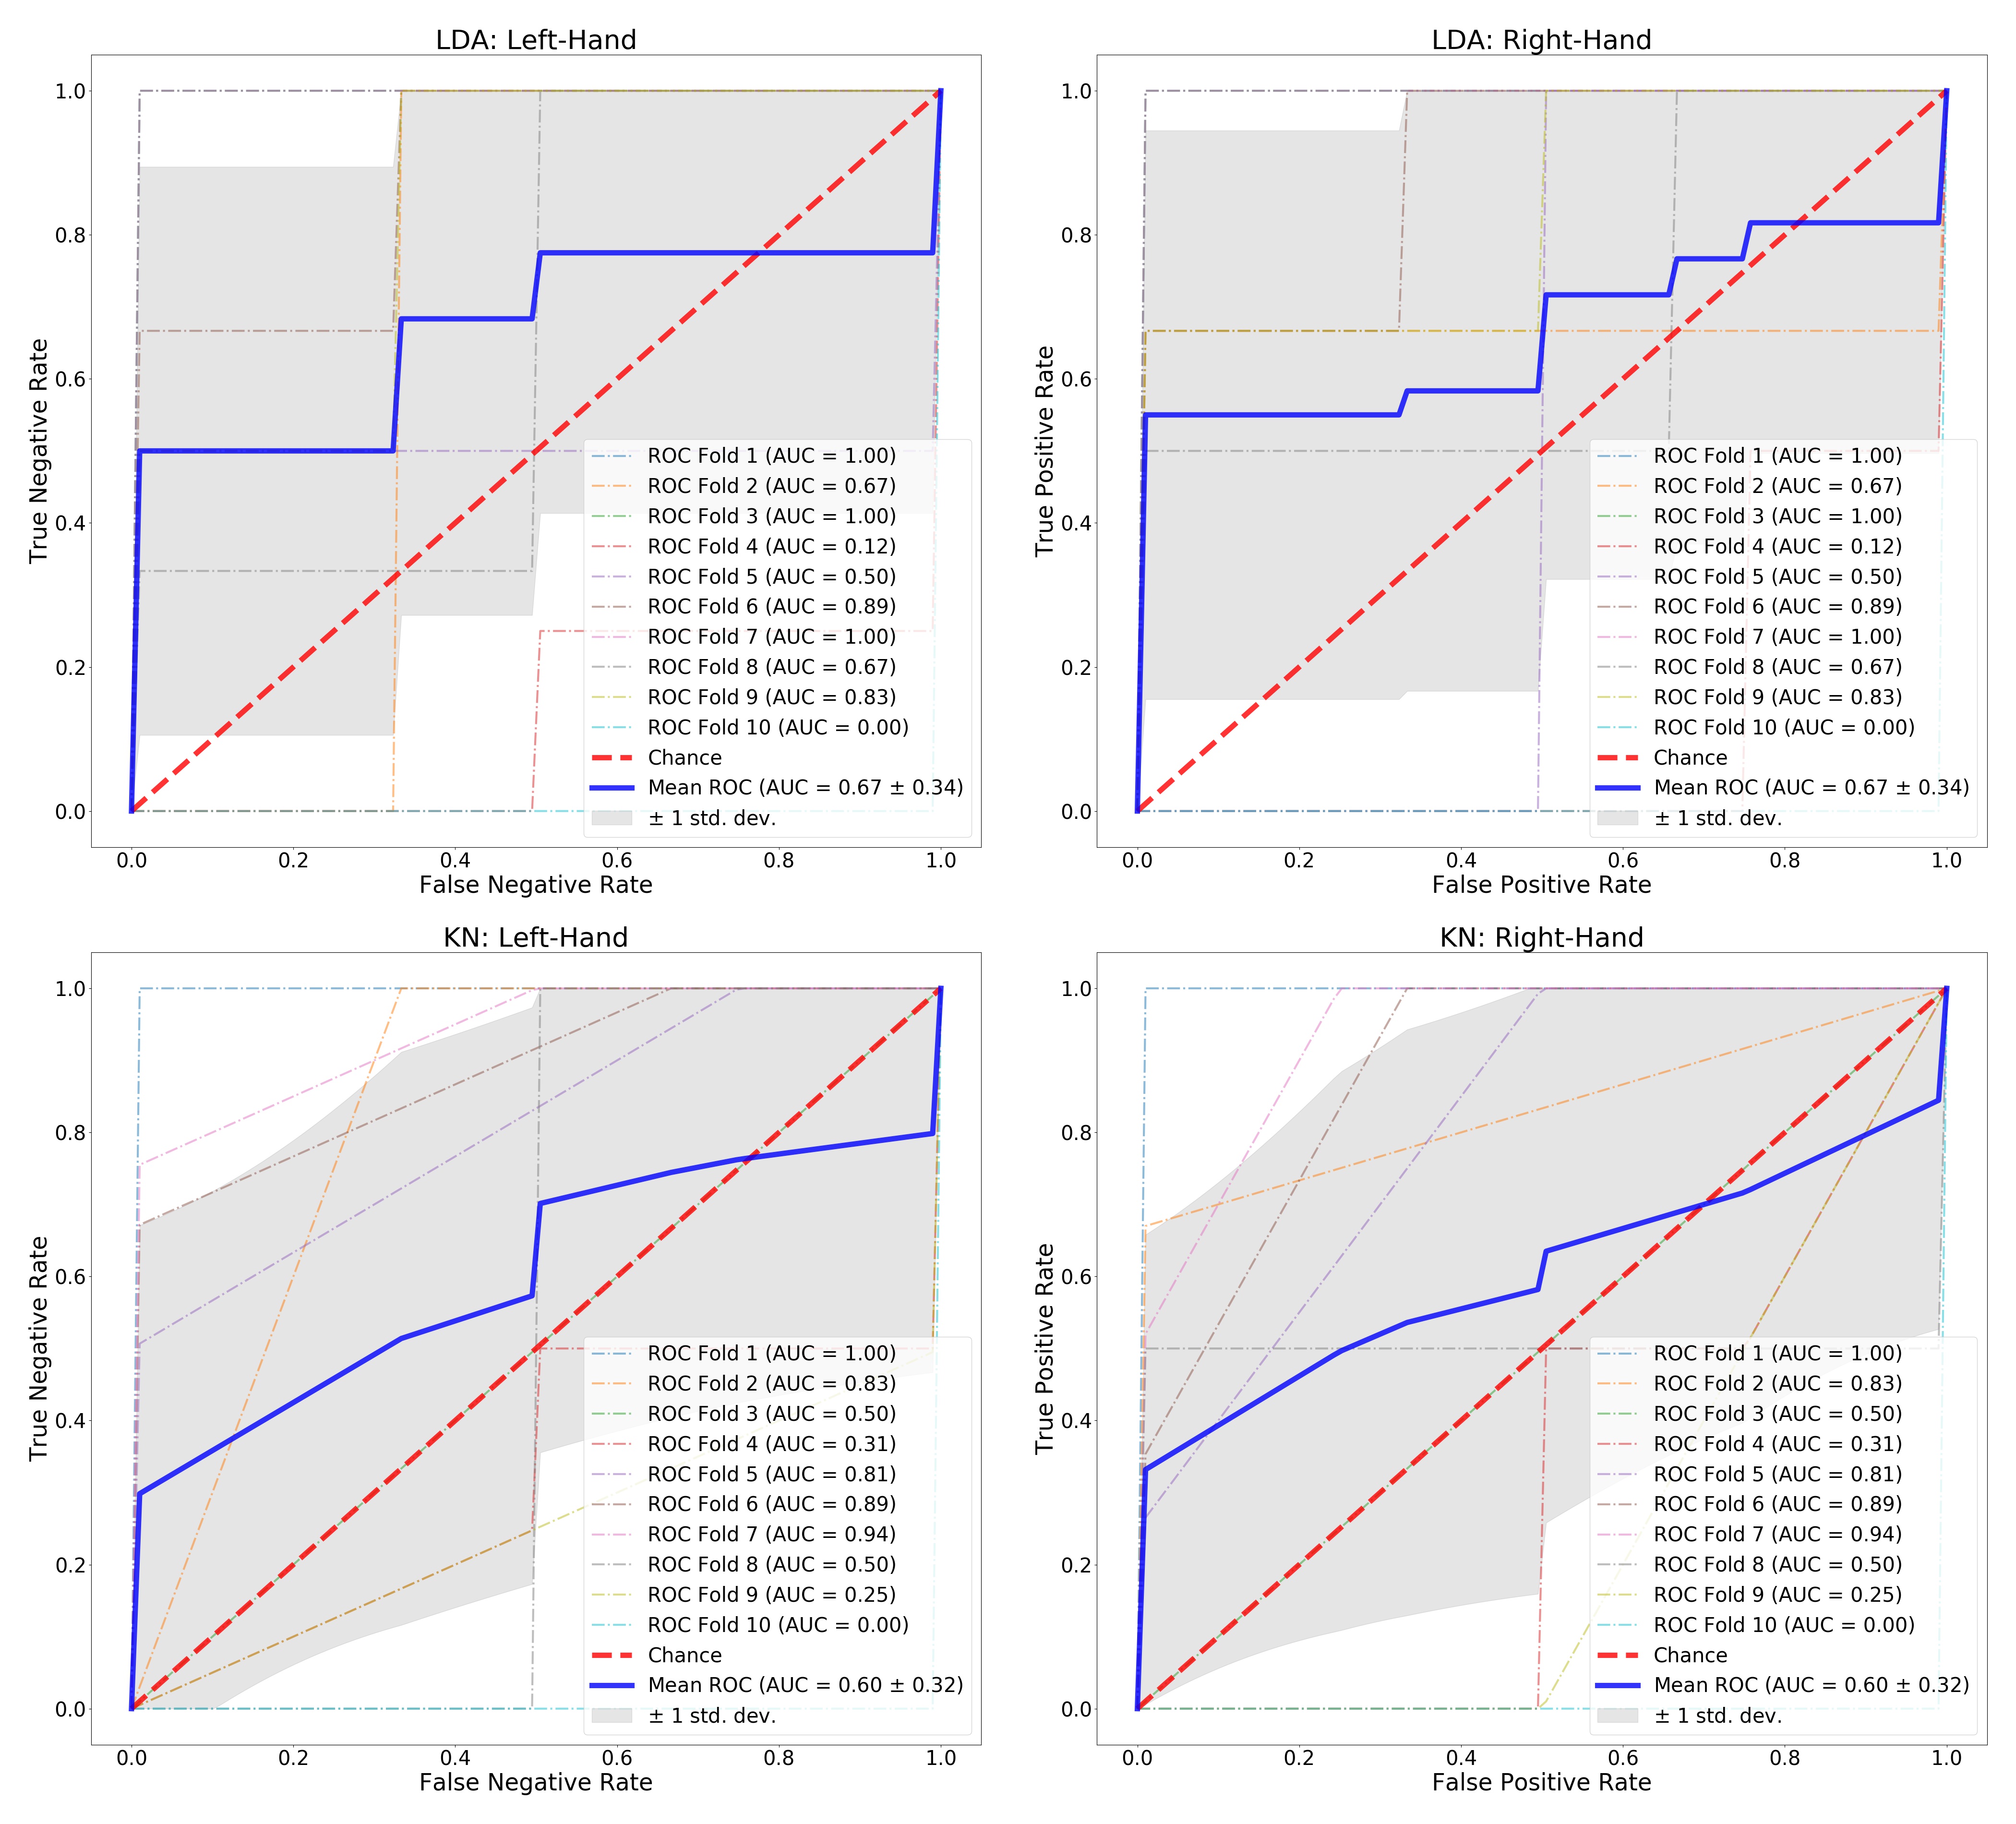 LDA: Left-Hand
True Negative Rate
1.0
0.8
0.6
0.4
0.2
0.0
ROC Fold 1 (AUC = 1.00)
ROC Fold 2 (AUC = 0.67)
ROC Fold 3 (AUC = 1.00)
ROC Fold 4 (AUC = 0.12)
ROC Fold 5 (AUC = 0.50)
ROC Fold 6 (AUC = 0.89)
ROC Fold 7 (AUC = 1.00)
ROC Fold 8 (AUC = 0.67)
ROC Fold 9 (AUC = 0.83)
ROC Fold 10 (AUC = 0.00)
Chance
Mean ROC (AUC = 0.67 ± 0.34)
± 1 std. dev.
0.0 0.2 0.4 0.6 0.8 1.0
False Negative Rate
LDA: Right-Hand
True Positive Rate
1.0
0.8
0.6
0.4
0.2
0.0
ROC Fold 1 (AUC = 1.00)
ROC Fold 2 (AUC = 0.67)
ROC Fold 3 (AUC = 1.00)
ROC Fold 4 (AUC = 0.12)
ROC Fold 5 (AUC = 0.50)
ROC Fold 6 (AUC = 0.89)
ROC Fold 7 (AUC = 1.00)
ROC Fold 8 (AUC = 0.67)
ROC Fold 9 (AUC = 0.83)
ROC Fold 10 (AUC = 0.00)
Chance
Mean ROC (AUC = 0.67 ± 0.34)
± 1 std. dev.
0.0 0.2 0.4 0.6 0.8 1.0
False Positive Rate
KN: Left-Hand
True Negative Rate
1.0
0.8
0.6
0.4
0.2
0.0
ROC Fold 1 (AUC = 1.00)
ROC Fold 2 (AUC = 0.83)
ROC Fold 3 (AUC = 0.50)
ROC Fold 4 (AUC = 0.31)
ROC Fold 5 (AUC = 0.81)
ROC Fold 6 (AUC = 0.89)
ROC Fold 7 (AUC = 0.94)
ROC Fold 8 (AUC = 0.50)
ROC Fold 9 (AUC = 0.25)
ROC Fold 10 (AUC = 0.00)
Chance
Mean ROC (AUC = 0.60 ± 0.32)
± 1 std. dev.
0.0 0.2 0.4 0.6 0.8 1.0
False Negative Rate
KN: Right-Hand
True Positive Rate
1.0
0.8
0.6
0.4
0.2
0.0
ROC Fold 1 (AUC = 1.00)
ROC Fold 2 (AUC = 0.83)
ROC Fold 3 (AUC = 0.50)
ROC Fold 4 (AUC = 0.31)
ROC Fold 5 (AUC = 0.81)
ROC Fold 6 (AUC = 0.89)
ROC Fold 7 (AUC = 0.94)
ROC Fold 8 (AUC = 0.50)
ROC Fold 9 (AUC = 0.25)
ROC Fold 10 (AUC = 0.00)
Chance
Mean ROC (AUC = 0.60 ± 0.32)
± 1 std. dev.
0.0 0.2 0.4 0.6 0.8 1.0
False Positive Rate